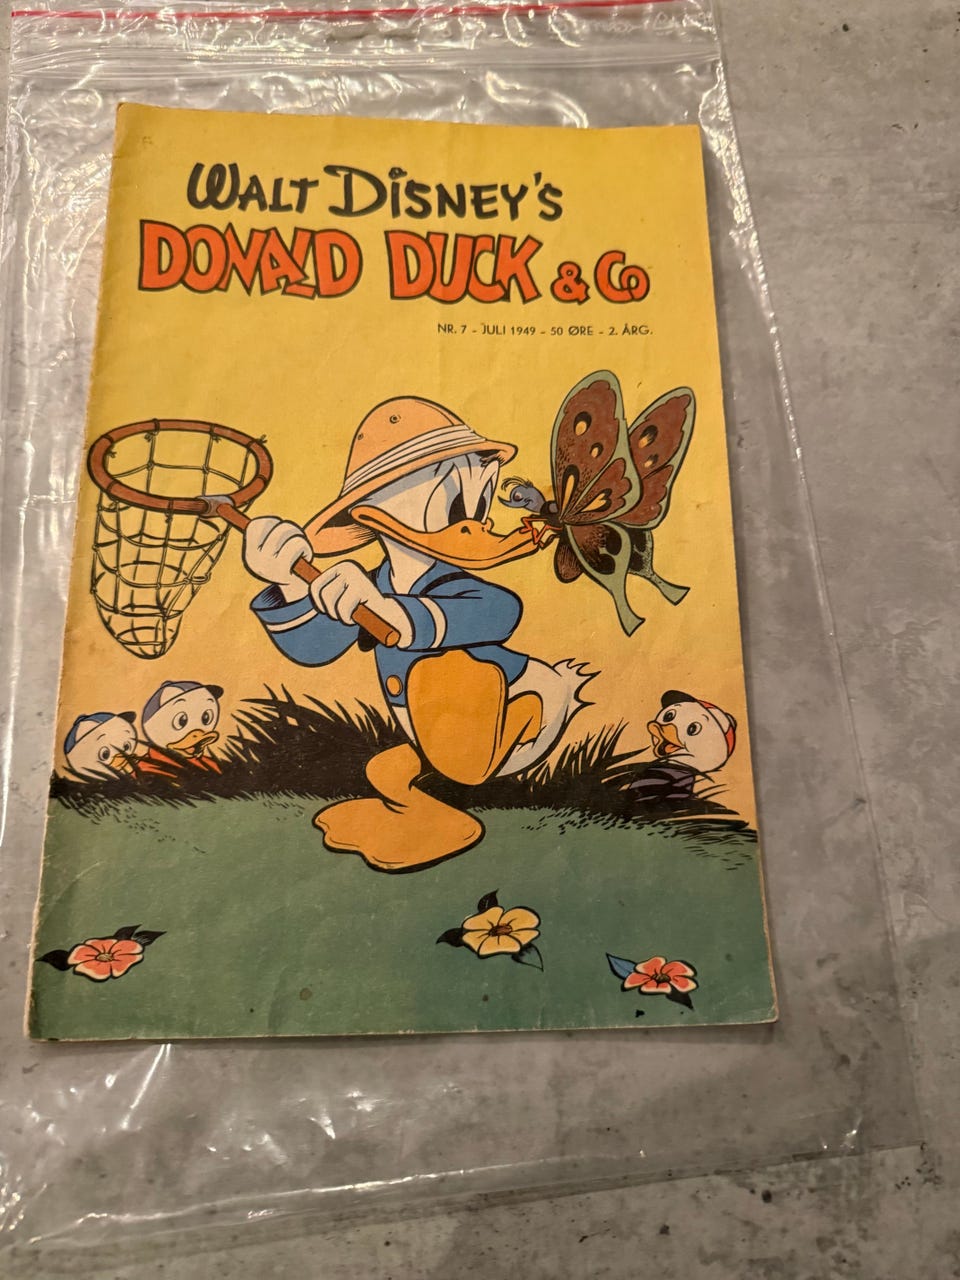 WALT DISNEY'S
DONALD DUCK & Co
NR. 7 - JULI 1949 - 50 ØRE - 2. ÅRG.